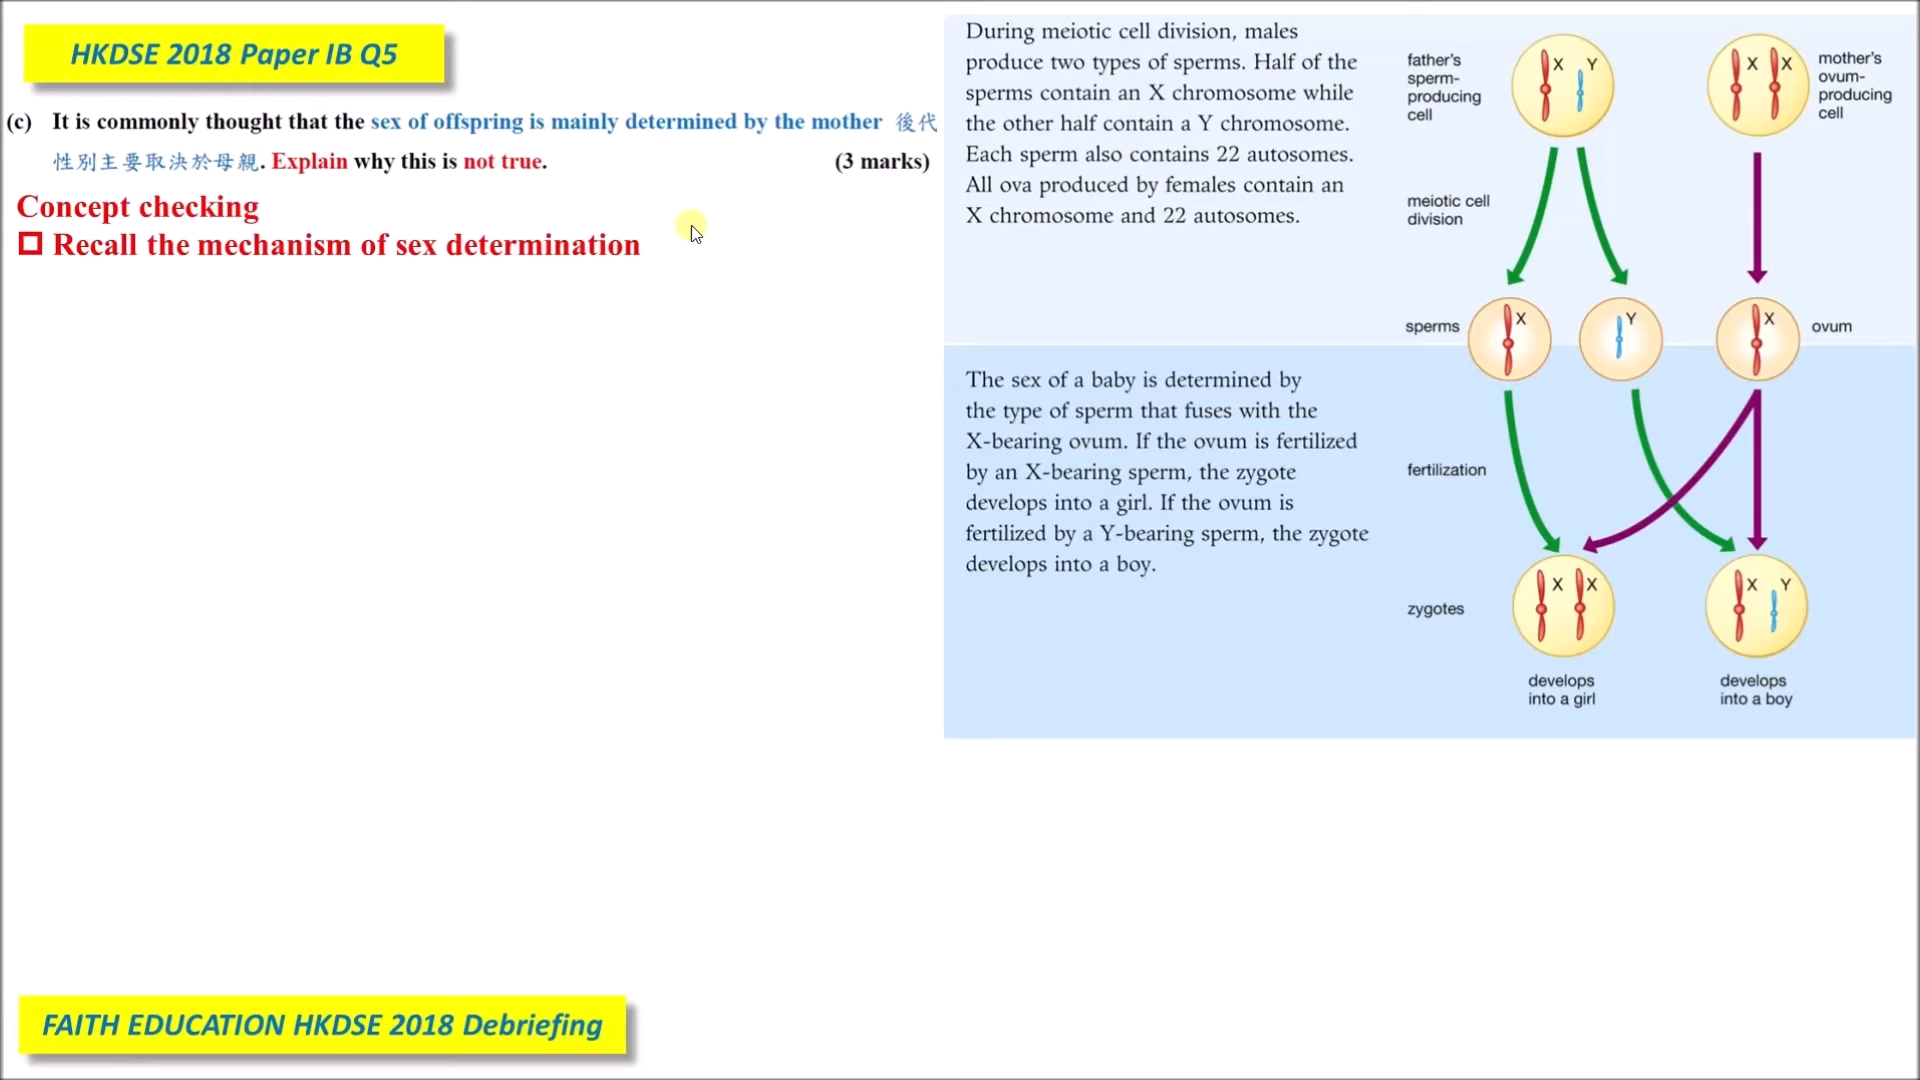 HKDSE 2018 Paper IB Q5
(c) It is commonly thought that the sex of offspring is mainly determined by the mother 後代
性別主要取決於母親. Explain why this is not true. (3 marks)
Concept checking
Recall the mechanism of sex determination
During meiotic cell division, males
produce two types of sperms. Half of the
sperms contain an X chromosome while
the other half contain a Y chromosome.
Each sperm also contains 22 autosomes.
All ova produced by females contain an
X chromosome and 22 autosomes.
The sex of a baby is determined by
the type of sperm that fuses with the
X-bearing ovum. If the ovum is fertilized
by an X-bearing sperm, the zygote
develops into a girl. If the ovum is
fertilized by a Y-bearing sperm, the zygote
develops into a boy.
father's
sperm-
producing
cell
X Y
X X
mother's
ovum-
producing
cell
meiotic cell
division
sperms
X
Y
X
ovum
fertilization
zygotes
X X
X Y
develops
into a girl
develops
into a boy
FAITH EDUCATION HKDSE 2018 Debriefing